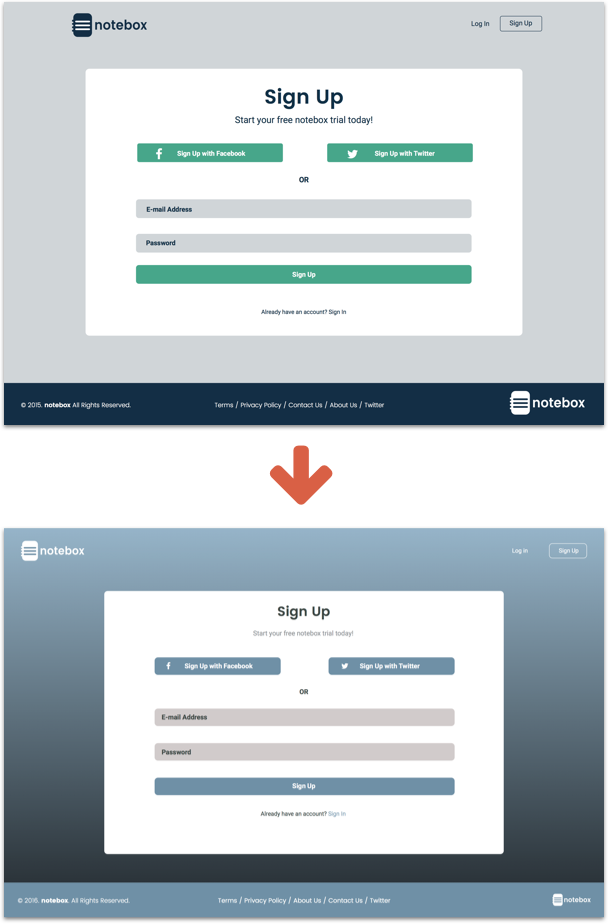 notebox
Log In
Sign Up
Sign Up
Start your free notebox trial today!
Sign Up with Facebook
Sign Up with Twitter
OR
E-mail Address
Password
Sign Up
Already have an account? Sign In
© 2015. notebox All Rights Reserved.
Terms / Privacy Policy / Contact Us / About Us / Twitter
notebox
notebox
Log in
Sign Up
Sign Up
Start your free notebox trial today!
Sign Up with Facebook
Sign Up with Twitter
OR
E-mail Address
Password
Sign Up
Already have an account? Sign In
© 2016. notebox. All Rights Reserved.
Terms / Privacy Policy / About Us / Contact Us / Twitter
notebox